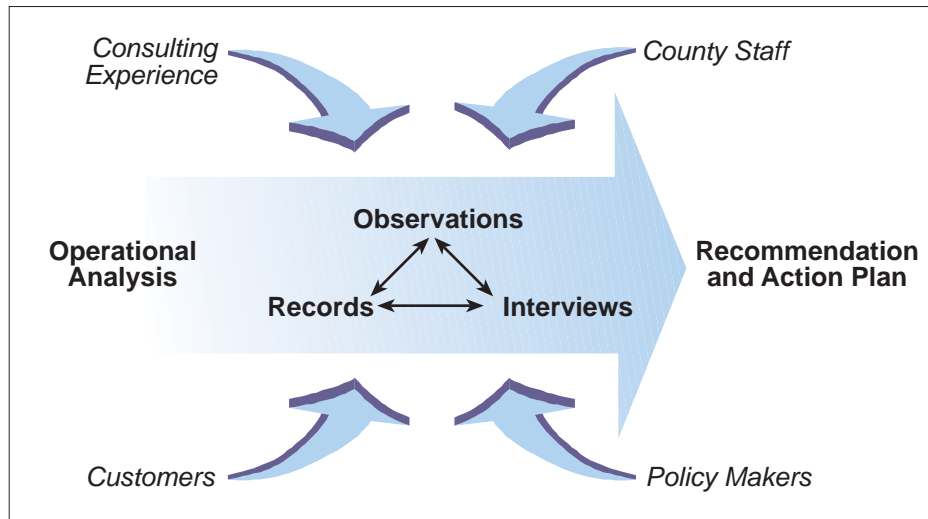 Consulting
Experience
County Staff
Observations
Operational
Analysis
Recommendation
and Action Plan
Records
Interviews
Customers
Policy Makers